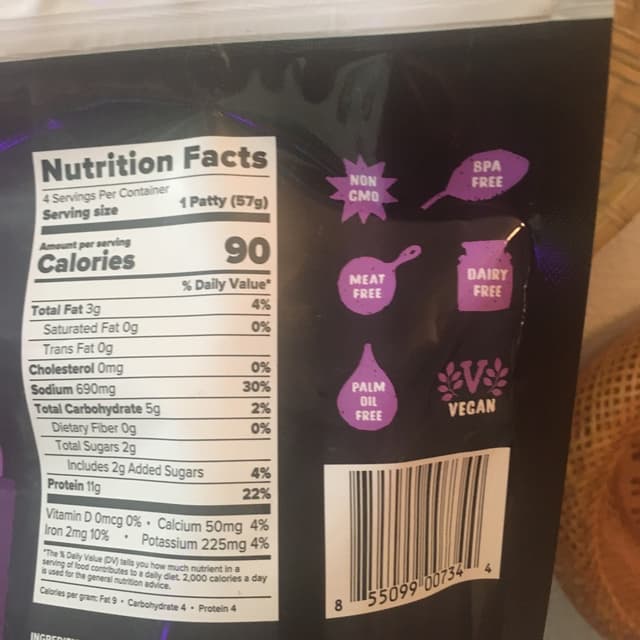 Nutrition Facts
4 Servings Per Container
Serving size 1 Patty (57g)
Amount per serving
Calories 90
% Daily Value*
Total Fat 3g 4%
Saturated Fat 0g 0%
Trans Fat 0g
Cholesterol 0mg 0%
Sodium 690mg 30%
Total Carbohydrate 5g 2%
Dietary Fiber 0g 0%
Total Sugars 2g
Includes 2g Added Sugars 4%
Protein 11g 22%
Vitamin D 0mcg 0% • Calcium 50mg 4%
Iron 2mg 10% • Potassium 225mg 4%
*The % Daily Value (DV) tells you how much nutrient in a
serving of food contributes to a daily diet. 2,000 calories a day
is used for the general nutrition advice.
Calories per gram: Fat 9 • Carbohydrate 4 • Protein 4
NON
GMO
BPA
FREE
MEAT
FREE
DAIRY
FREE
PALM
OIL
FREE
V
VEGAN
8 55099 00734 4